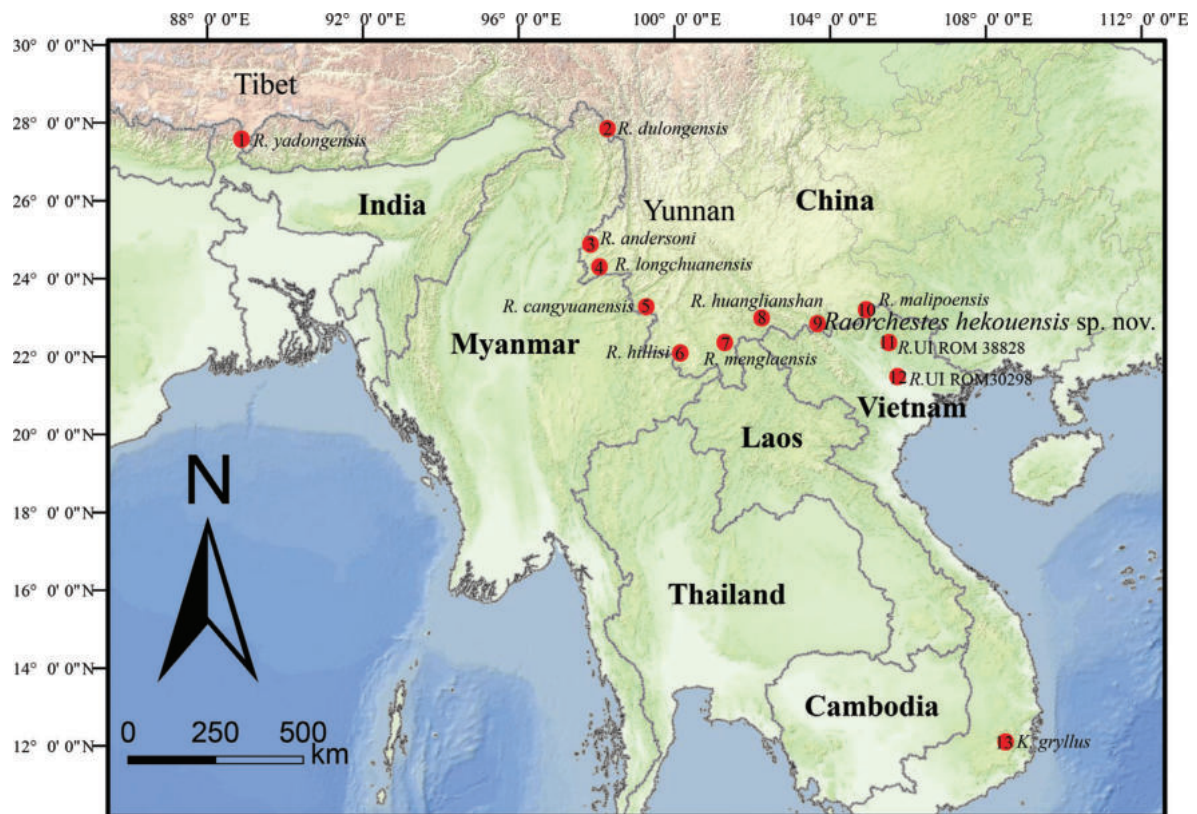 88° 0' 0"E 92° 0' 0"E 96° 0' 0"E 100° 0' 0"E 104° 0' 0"E 108° 0' 0"E 112° 0' 0"E
30° 0' 0"N
Tibet
28° 0' 0"N
1 R. yadongensis
2 R. dulongensis
26° 0' 0"N
India
Yunnan
China
3 R. andersoni
24° 0' 0"N
4 R. longchuanensis
R. cangyuanensis 5
R. huanglianshan 8
10 R. malipoensis
9 Raorchestes hekouensis sp. nov.
Myanmar
22° 0' 0"N
R. hillisi 6
7 R. menglaensis
11 R.UI ROM 38828
12 R.UI ROM30298
Vietnam
20° 0' 0"N
Laos
N
18° 0' 0"N
16° 0' 0"N
Thailand
14° 0' 0"N
Cambodia
0 250 500 km
12° 0' 0"N
13 K. gryllus